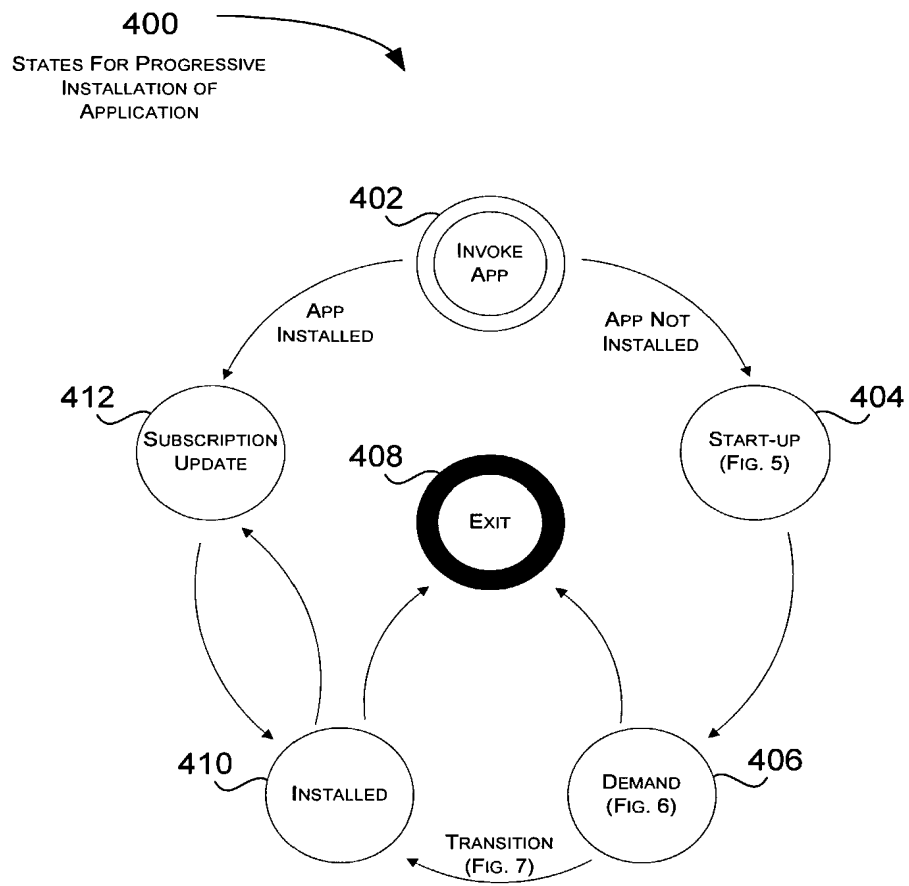 400
STATES FOR PROGRESSIVE
INSTALLATION OF
APPLICATION
402
INVOKE
APP
APP
INSTALLED
APP NOT
INSTALLED
412
SUBSCRIPTION
UPDATE
404
START-UP
(FIG. 5)
408
EXIT
410
INSTALLED
406
DEMAND
(FIG. 6)
TRANSITION
(FIG. 7)